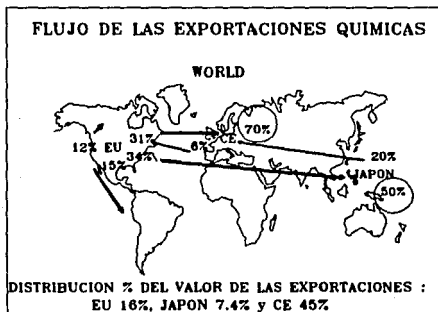 FLUJO DE LAS EXPORTACIONES QUIMICAS
WORLD
70%
31%
CE
12% EU
6%
34%
20%
15%
JAPON
50%
DISTRIBUCION % DEL VALOR DE LAS EXPORTACIONES :
EU 16%, JAPON 7.4% y CE 45%